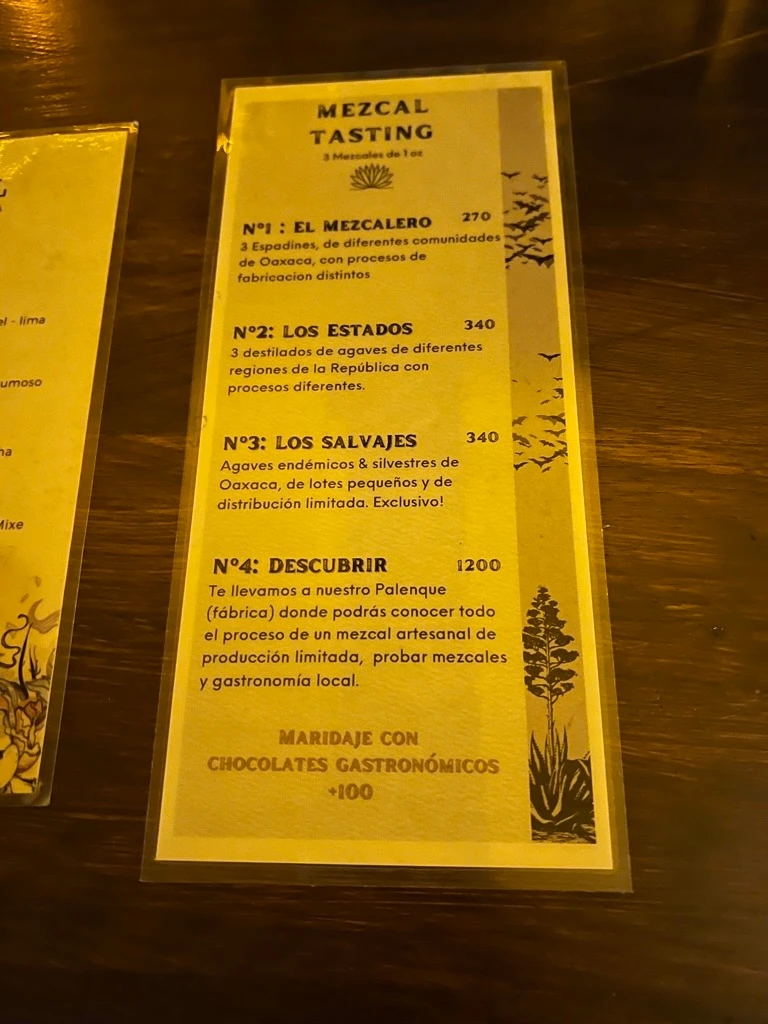 MEZCAL
TASTING
3 Mezcales de 1 oz
Nº1 : EL MEZCALERO 270
3 Espadines, de diferentes comunidades
de Oaxaca, con procesos de
fabricacion distintos
Nº2: LOS ESTADOS 340
3 destilados de agaves de diferentes
regiones de la República con
procesos diferentes.
Nº3: LOS SALVAJES 340
Agaves endémicos & silvestres de
Oaxaca, de lotes pequeños y de
distribución limitada. Exclusivo!
Nº4: DESCUBRIR 1200
Te llevamos a nuestro Palenque
(fábrica) donde podrás conocer todo
el proceso de un mezcal artesanal de
producción limitada, probar mezcales
y gastronomía local.
MARIDAJE CON
CHOCOLATES GASTRONÓMICOS
+100
- lima